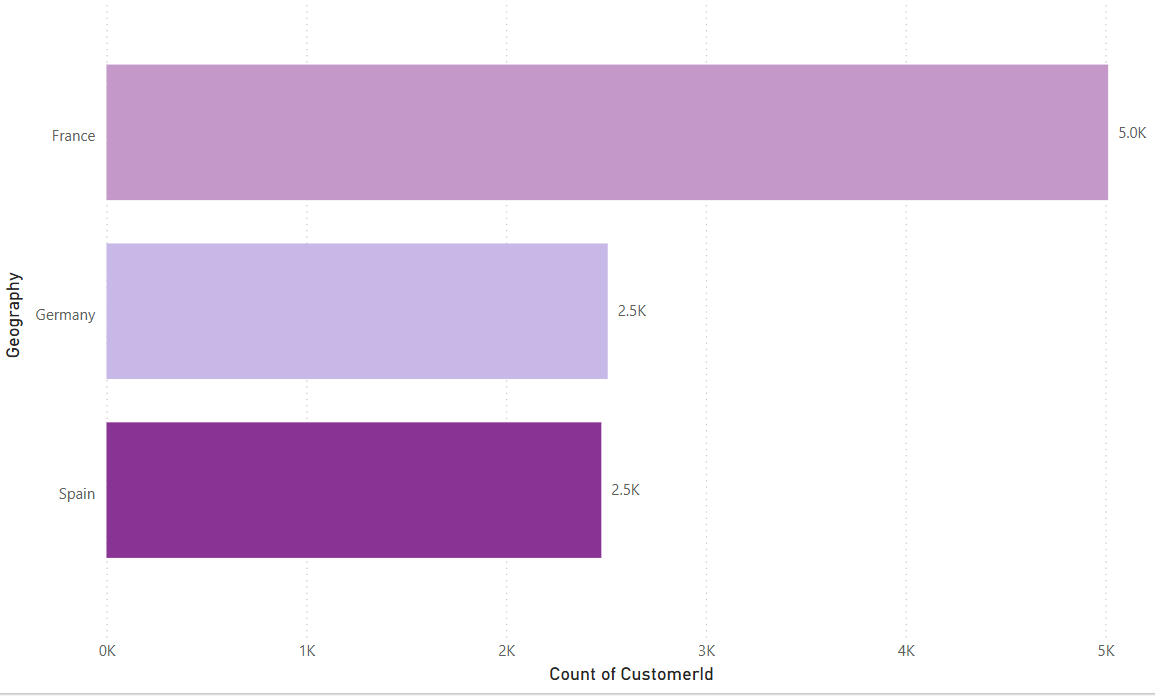 France
5.0K
Geography
Germany
2.5K
Spain
2.5K
0K 1K 2K 3K 4K 5K
Count of CustomerId